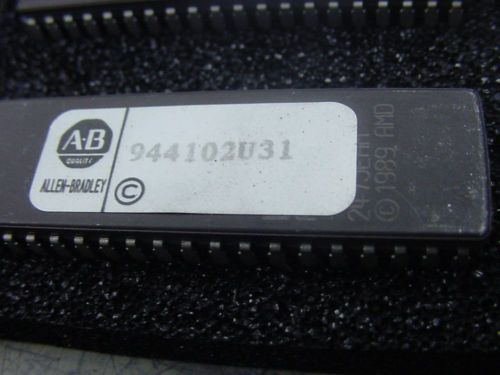 A-B
QUALITY
ALLEN-BRADLEY
©
944102U31
© 1989 AMD